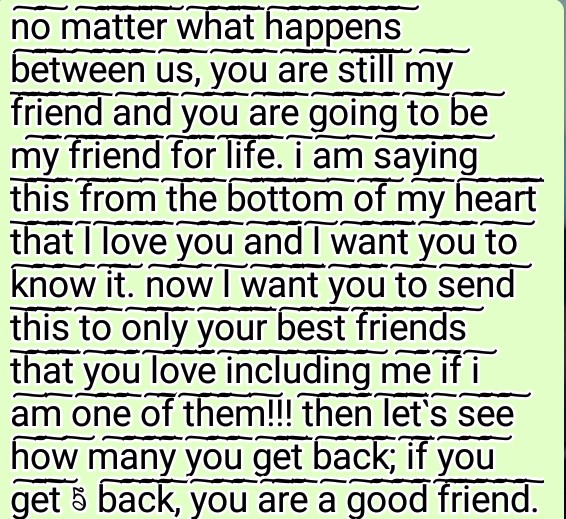 no matter what happens
between us, you are still my
friend and you are going to be
my friend for life. i am saying
this from the bottom of my heart
that I love you and I want you to
know it. now I want you to send
this to only your best friends
that you love including me if i
am one of them!!! then let‛s see
how many you get back; if you
get back, you are a good friend.